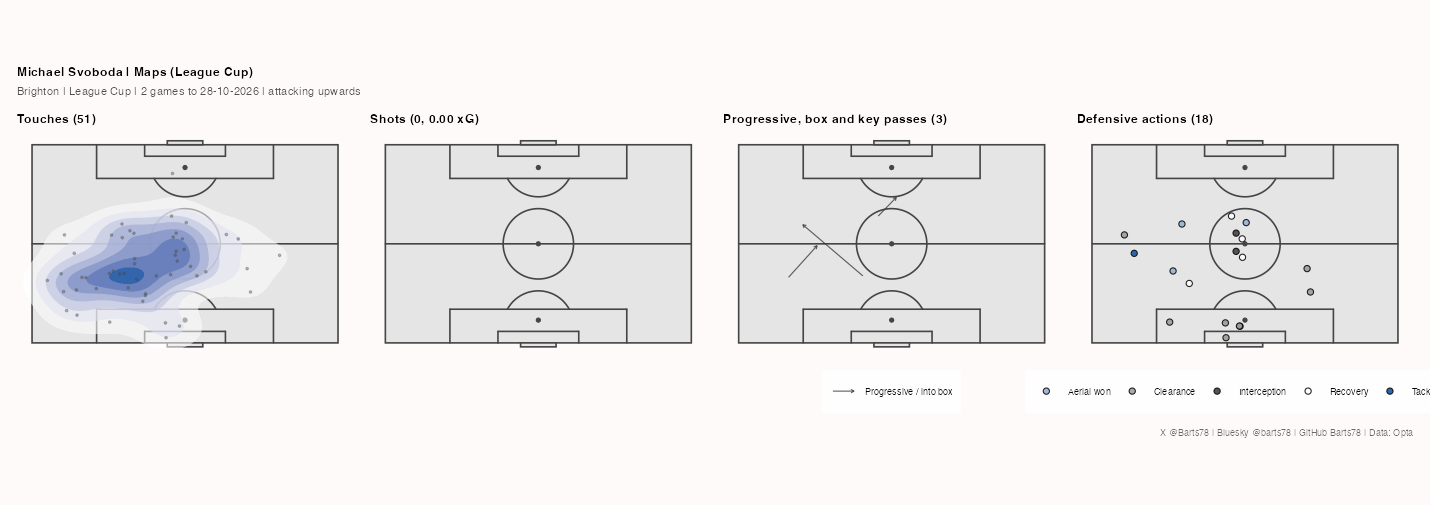 Michael Svoboda | Maps (League Cup)
Brighton | League Cup | 2 games to 28-10-2026 | attacking upwards
Touches (51)
Shots (0, 0.00 xG)
Progressive, box and key passes (3)
Defensive actions (18)
Progressive / into box
Aerial won
Clearance
Interception
Recovery
Tack
X @Barts78 | Bluesky @barts78 | GitHub Barts78 | Data: Opta